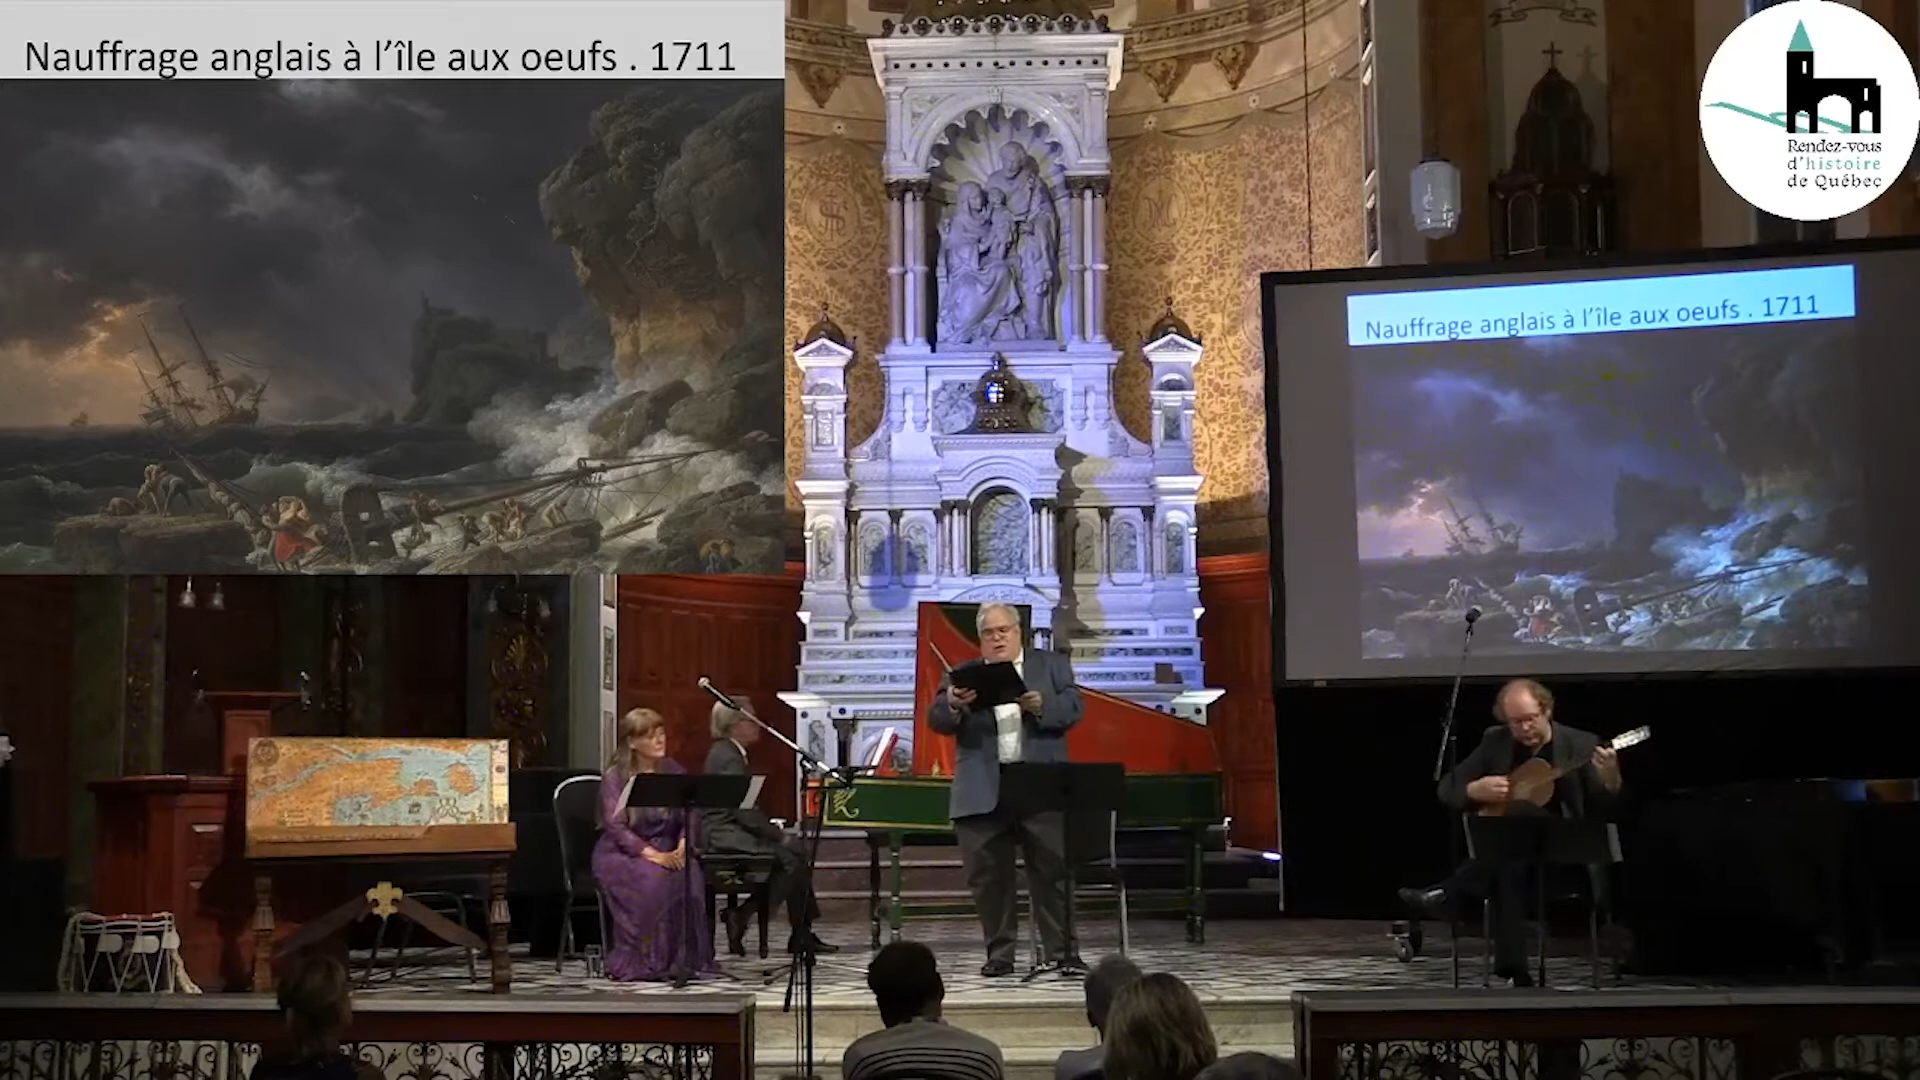 Nauffrage anglais à l'île aux oeufs . 1711
Rendez-vous
d'histoire
de Québec
Nauffrage anglais à l'île aux oeufs . 1711